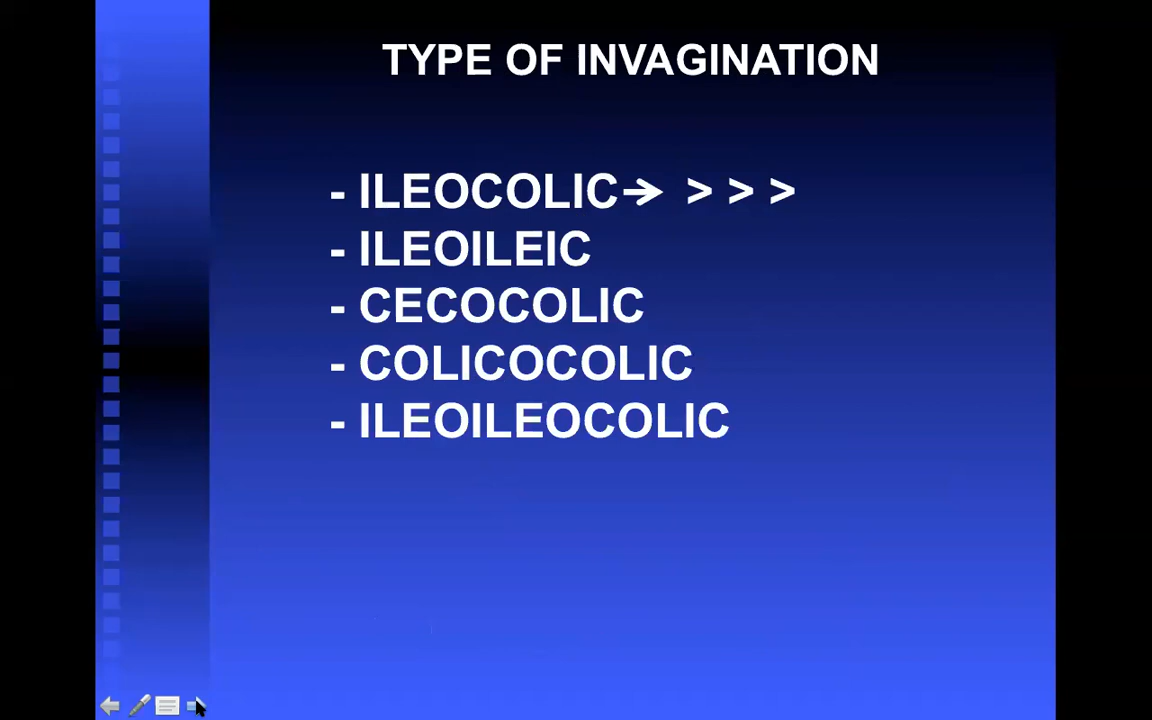 TYPE OF INVAGINATION
- ILEOCOLIC→ > > >
- ILEOILEIC
- CECOCOLIC
- COLICOCOLIC
- ILEOILEOCOLIC